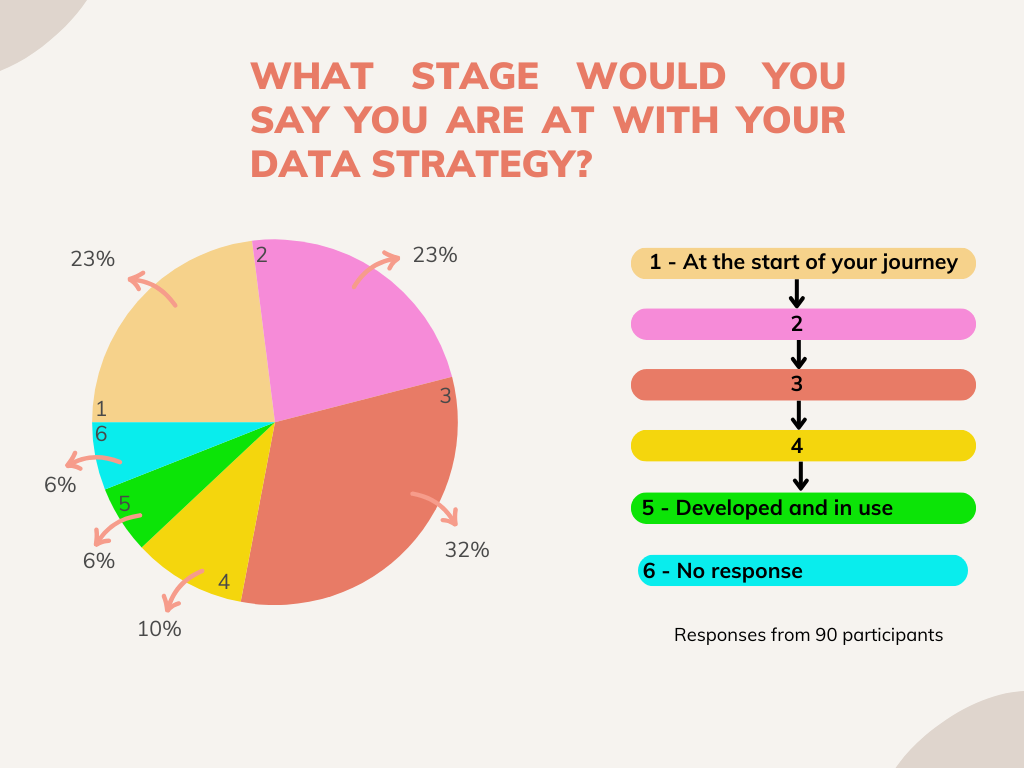 WHAT STAGE WOULD YOU
SAY YOU ARE AT WITH YOUR
DATA STRATEGY?
23%
2
23%
1
6
3
6%
5
6%
4
32%
10%
1 - At the start of your journey
2
3
4
5 - Developed and in use
6 - No response
Responses from 90 participants